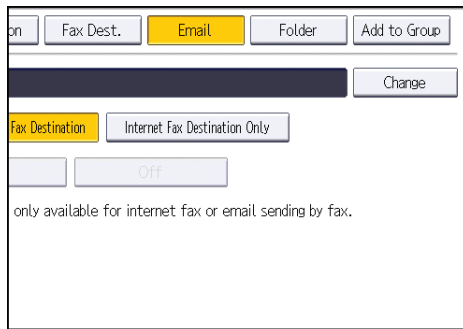 on Fax Dest. Email Folder Add to Group
Change
Fax Destination Internet Fax Destination Only
Off
only available for internet fax or email sending by fax.